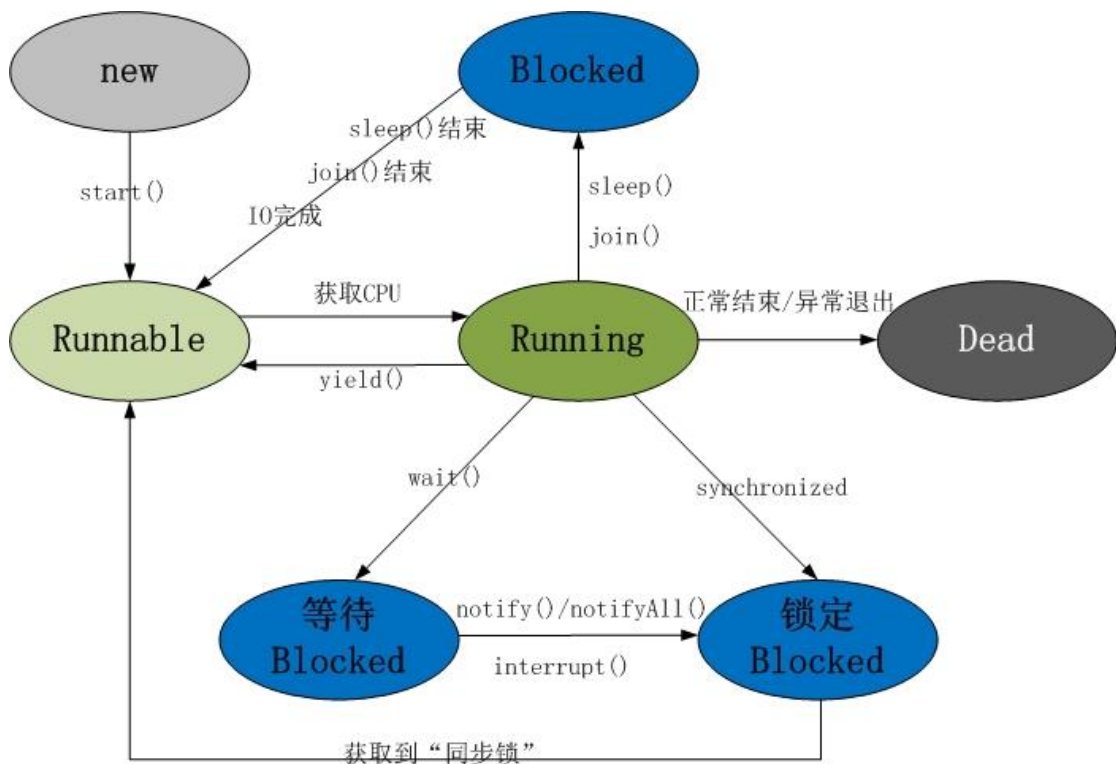 new
Blocked
sleep()结束
join()结束
IO完成
start()
sleep()
join()
Runnable
获取CPU
yield()
Running
正常结束/异常退出
Dead
wait()
synchronized
等待
Blocked
notify()/notifyAll()
interrupt()
锁定
Blocked
获取到“同步锁”